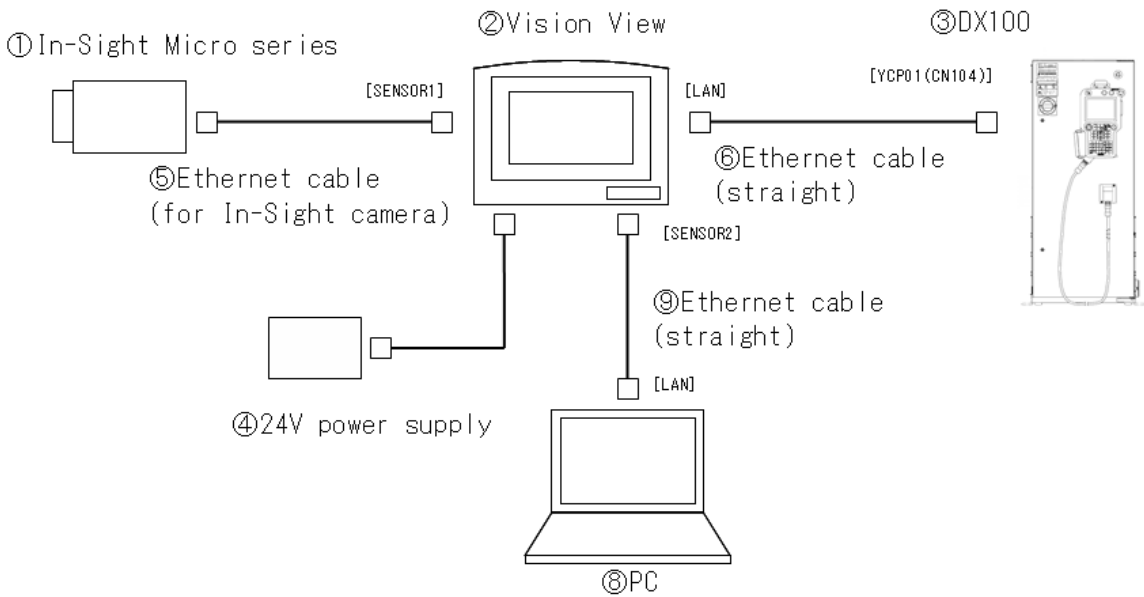 ①In-Sight Micro series
②Vision View
③DX100
[SENSOR1]
[LAN]
[YCP01(CN104)]
⑤Ethernet cable
(for In-Sight camera)
⑥Ethernet cable
(straight)
[SENSOR2]
⑨Ethernet cable
(straight)
[LAN]
④24V power supply
⑧PC